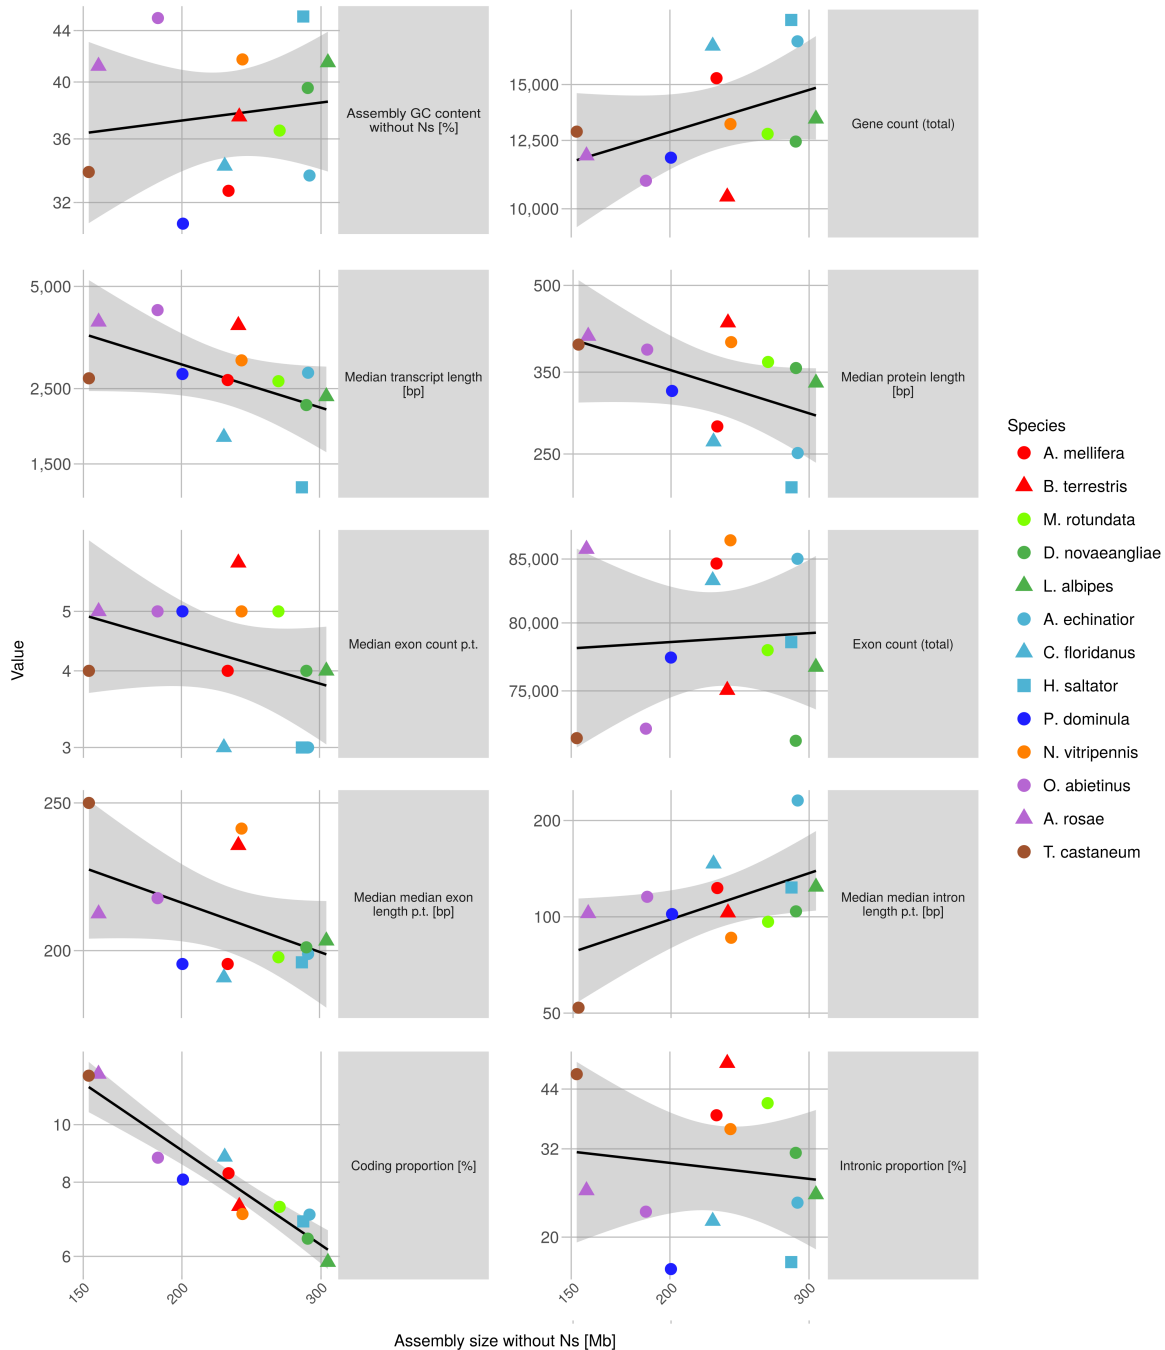 44
40
36
32
Assembly GC content
without Ns [%]
15,000
12,500
10,000
Gene count (total)
5,000
2,500
1,500
Median transcript length
[bp]
500
350
250
Median protein length
[bp]
5
4
3
Median exon count p.t.
85,000
80,000
75,000
Exon count (total)
250
200
Median median exon
length p.t. [bp]
200
100
50
Median median intron
length p.t. [bp]
10
8
6
Coding proportion [%]
44
32
20
Intronic proportion [%]
150
200
300
150
200
300
Value
Assembly size without Ns [Mb]
Species
A. mellifera
B. terrestris
M. rotundata
D. novaeangliae
L. albipes
A. echinatior
C. floridanus
H. saltator
P. dominula
N. vitripennis
O. abietinus
A. rosae
T. castaneum